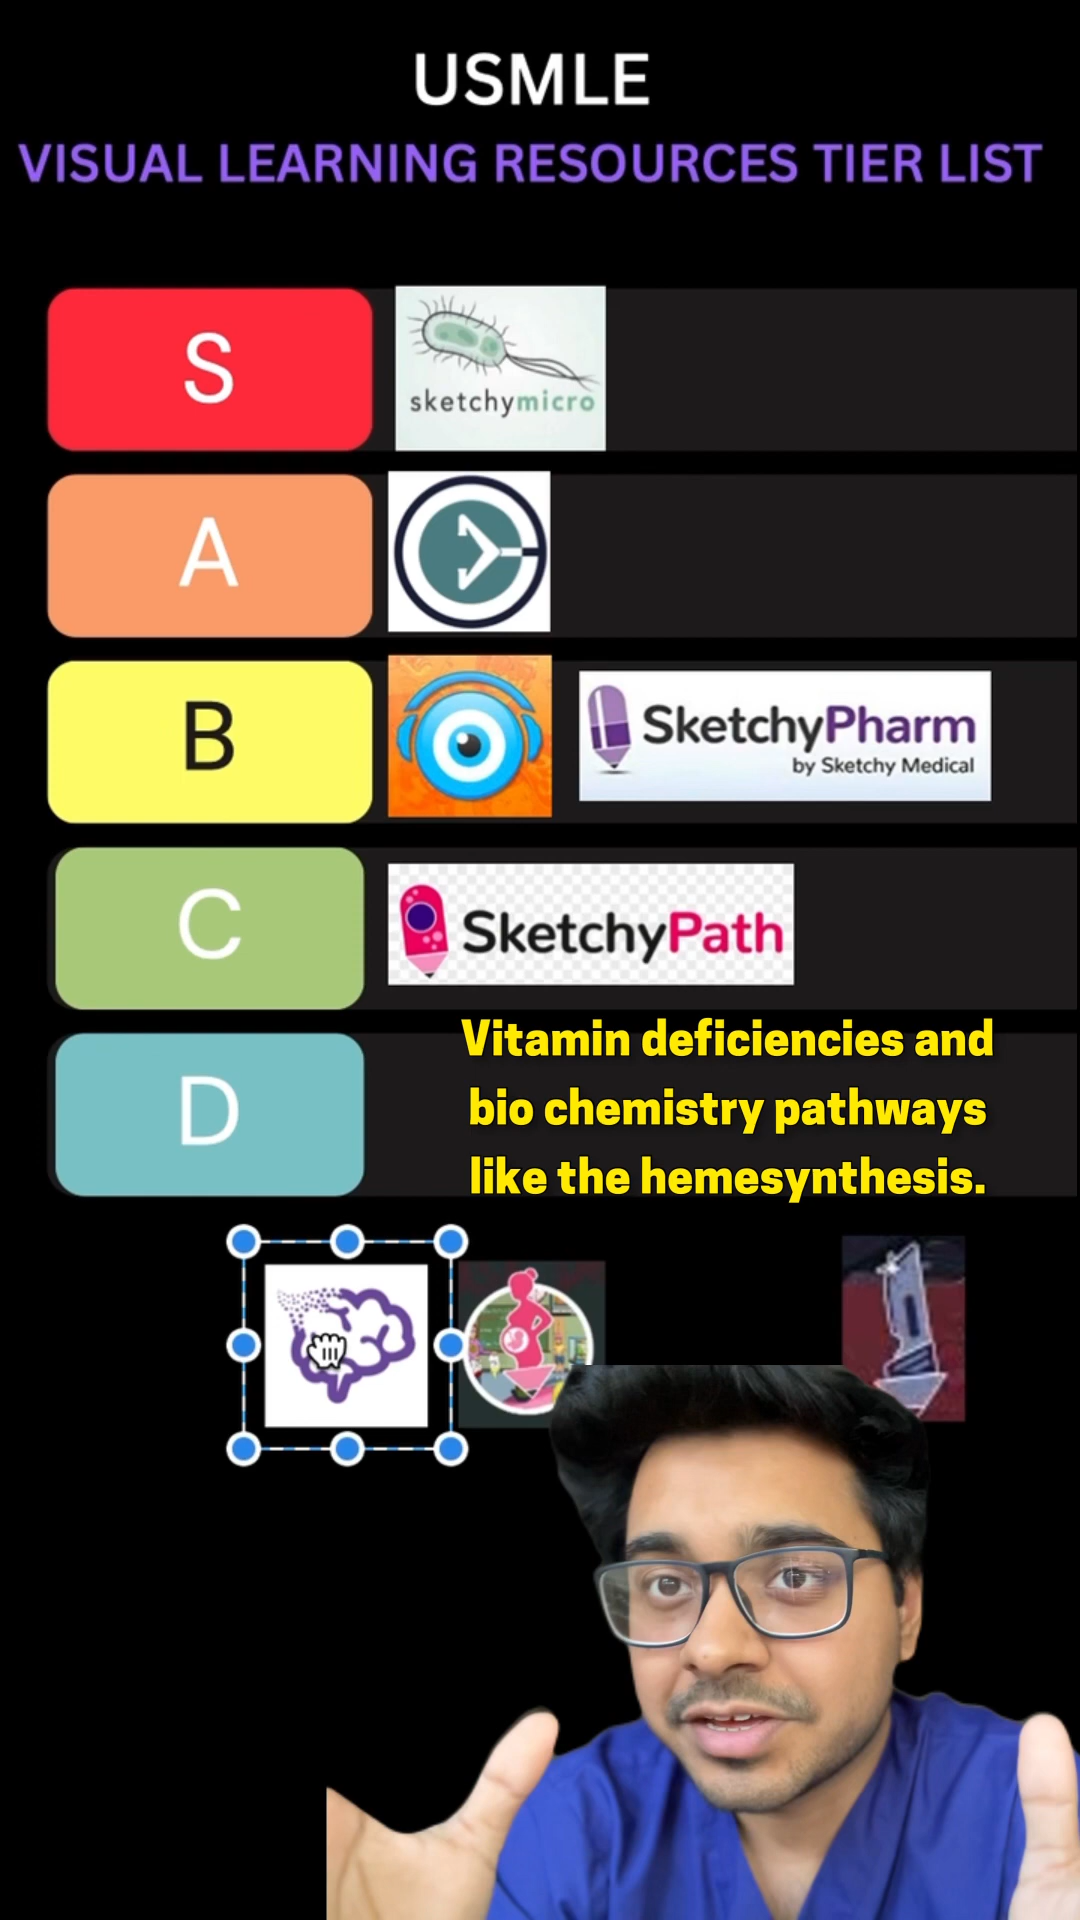 USMLE
VISUAL LEARNING RESOURCES TIER LIST
S
sketchymicro
A
B
SketchyPharm
by Sketchy Medical
C
SketchyPath
Vitamin deficiencies and
bio chemistry pathways
like the hemesynthesis.
D